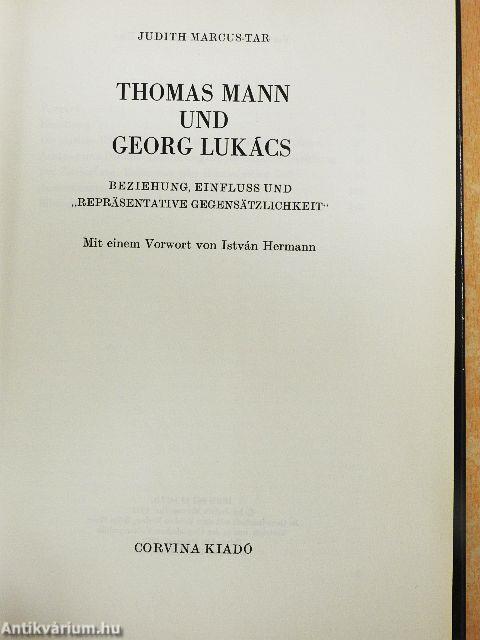 JUDITH MARCUS-TAR
THOMAS MANN
UND
GEORG LUKÁCS
BEZIEHUNG, EINFLUSS UND
„REPRÄSENTATIVE GEGENSÄTZLICHKEIT“
Mit einem Vorwort von István Hermann
CORVINA KIADÓ
Antikvárium.hu